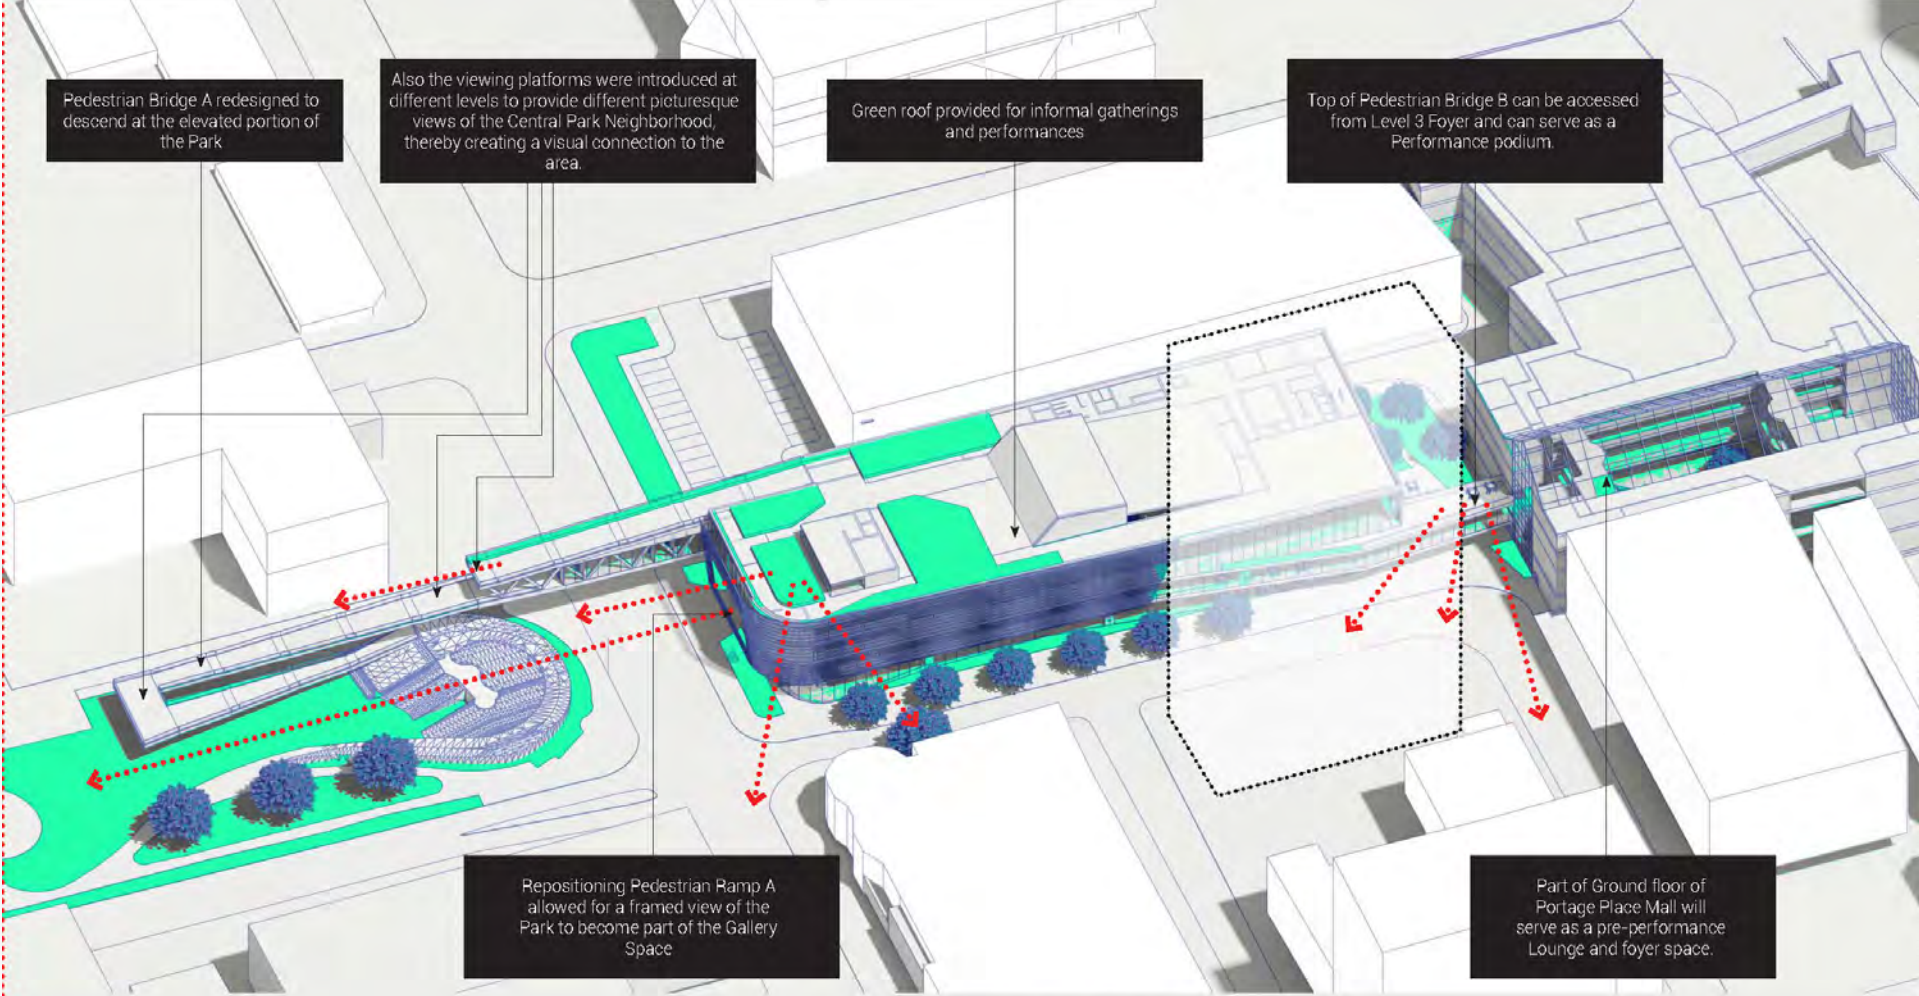 Pedestrian Bridge A redesigned to
descend at the elevated portion of
the Park
Also the viewing platforms were introduced at
different levels to provide different picturesque
views of the Central Park Neighborhood,
thereby creating a visual connection to the
area.
Green roof provided for informal gatherings
and performances
Top of Pedestrian Bridge B can be accessed
from Level 3 Foyer and can serve as a
Performance podium.
Repositioning Pedestrian Ramp A
allowed for a framed view of the
Park to become part of the Gallery
Space
Part of Ground floor of
Portage Place Mall will
serve as a pre-performance
Lounge and foyer space.